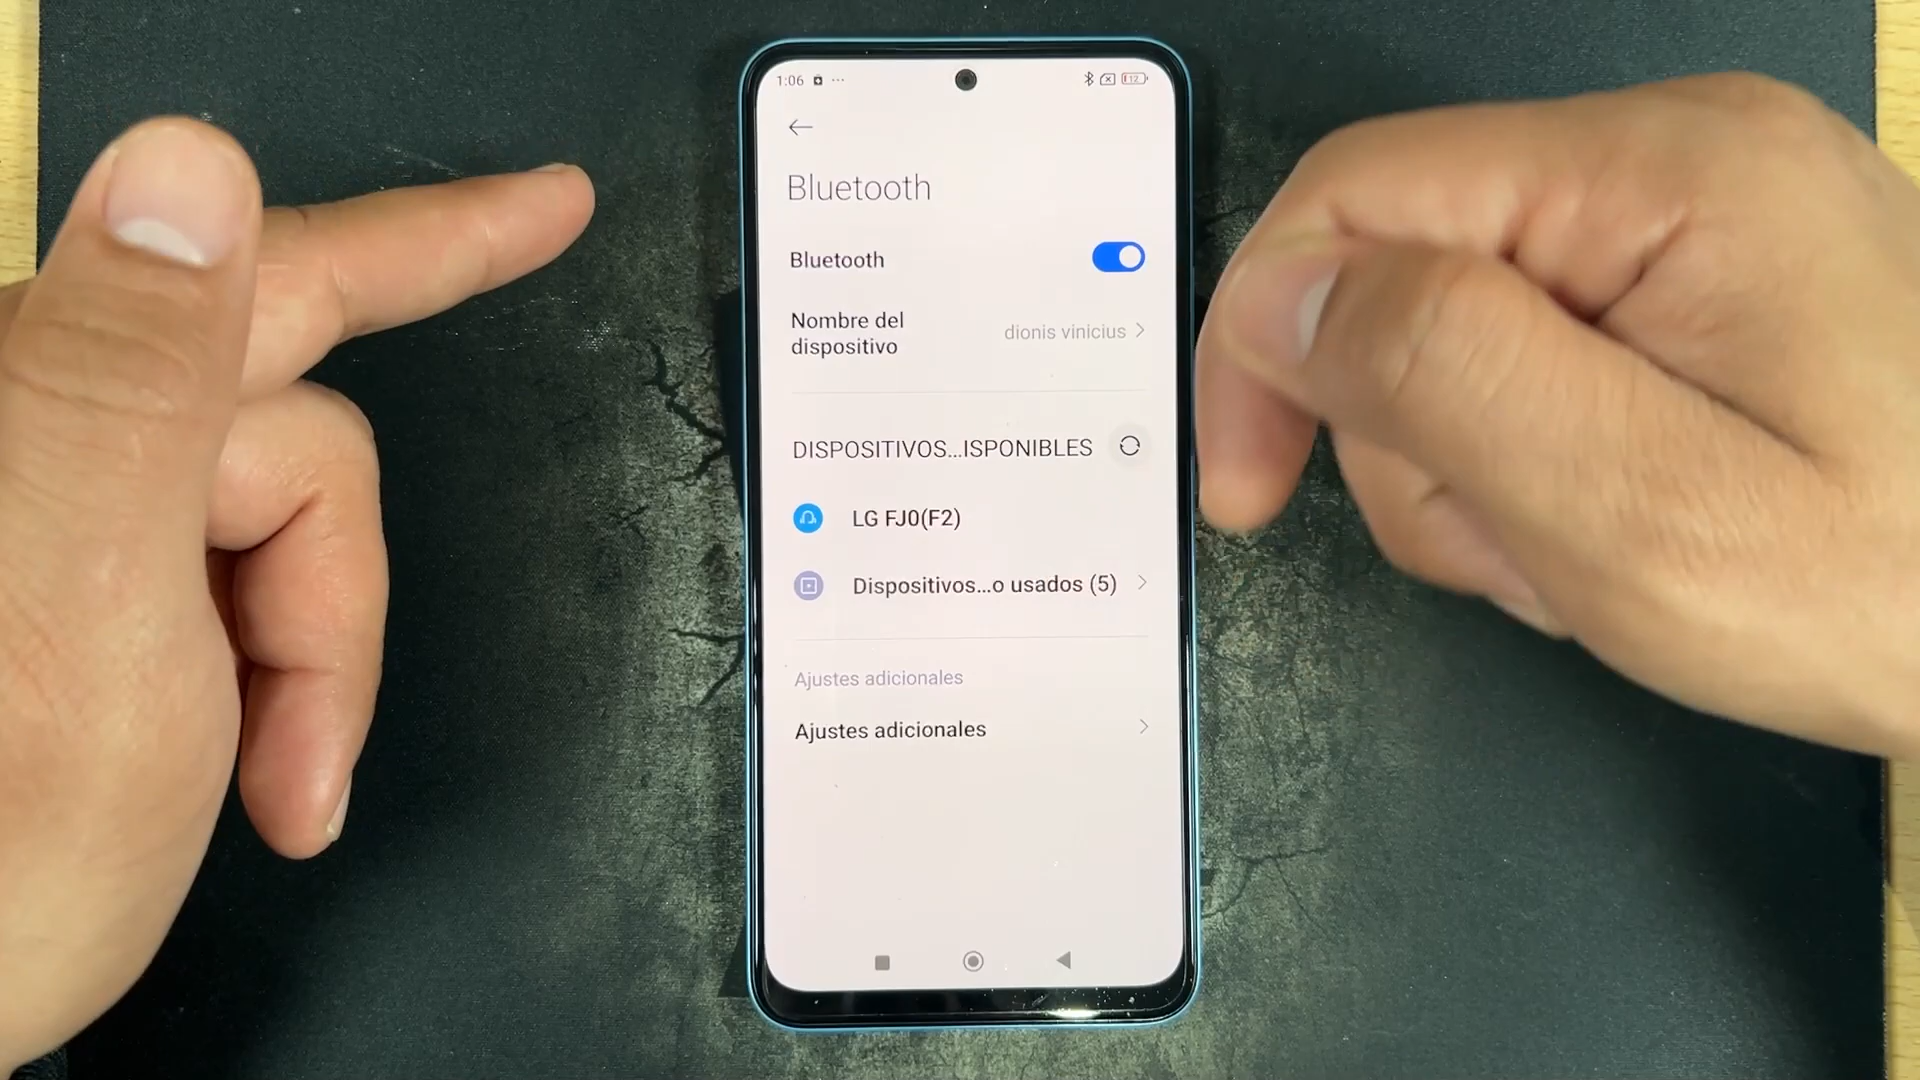 1:06 ...
12
Bluetooth
Bluetooth
Nombre del
dispositivo
dionis vinicius
DISPOSITIVOS...ISPONIBLES
LG FJ0(F2)
Dispositivos...o usados (5)
Ajustes adicionales
Ajustes adicionales